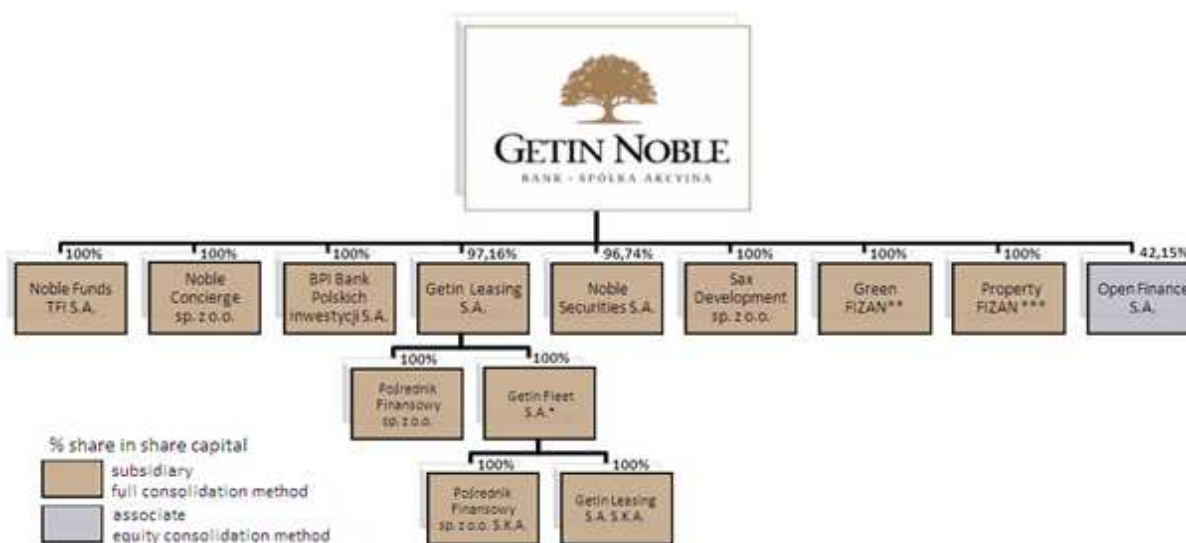 GETIN NOBLE
BANK · SPÓŁKA AKCYJNA
100%
100%
100%
97,16%
96,74%
100%
100%
100%
42,15%
Noble Funds
TFI S.A.
Noble
Concierge
sp. z o.o.
BPI Bank
Polskich
Inwestycji S.A.
Getin Leasing
S.A.
Noble
Securities S.A.
Sax
Development
sp. z o.o.
Green
FIZAN**
Property
FIZAN ***
Open Finance
S.A.
100%
100%
Pośrednik
Finansowy
sp. z o.o.
Getin Fleet
S.A.*
100%
100%
Pośrednik
Finansowy
sp. z o.o. S.K.A.
Getin Leasing
S.A. S.K.A.
% share in share capital
subsidiary
full consolidation method
associate
equity consolidation method